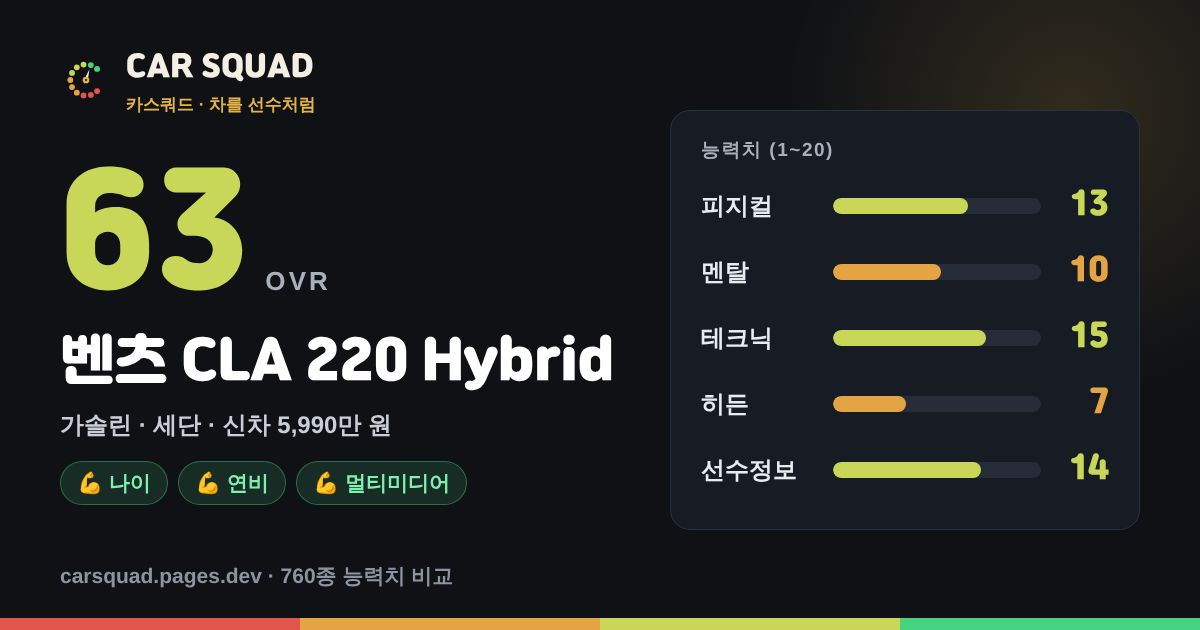 CAR SQUAD
카스쿼드 · 차를 선수처럼
63 OVR
벤츠 CLA 220 Hybrid
가솔린 · 세단 · 신차 5,990만 원
💪 나이 💪 연비 💪 멀티미디어
carsquad.pages.dev · 760종 능력치 비교
능력치 (1~20)
피지컬 13
멘탈 10
테크닉 15
히든 7
선수정보 14